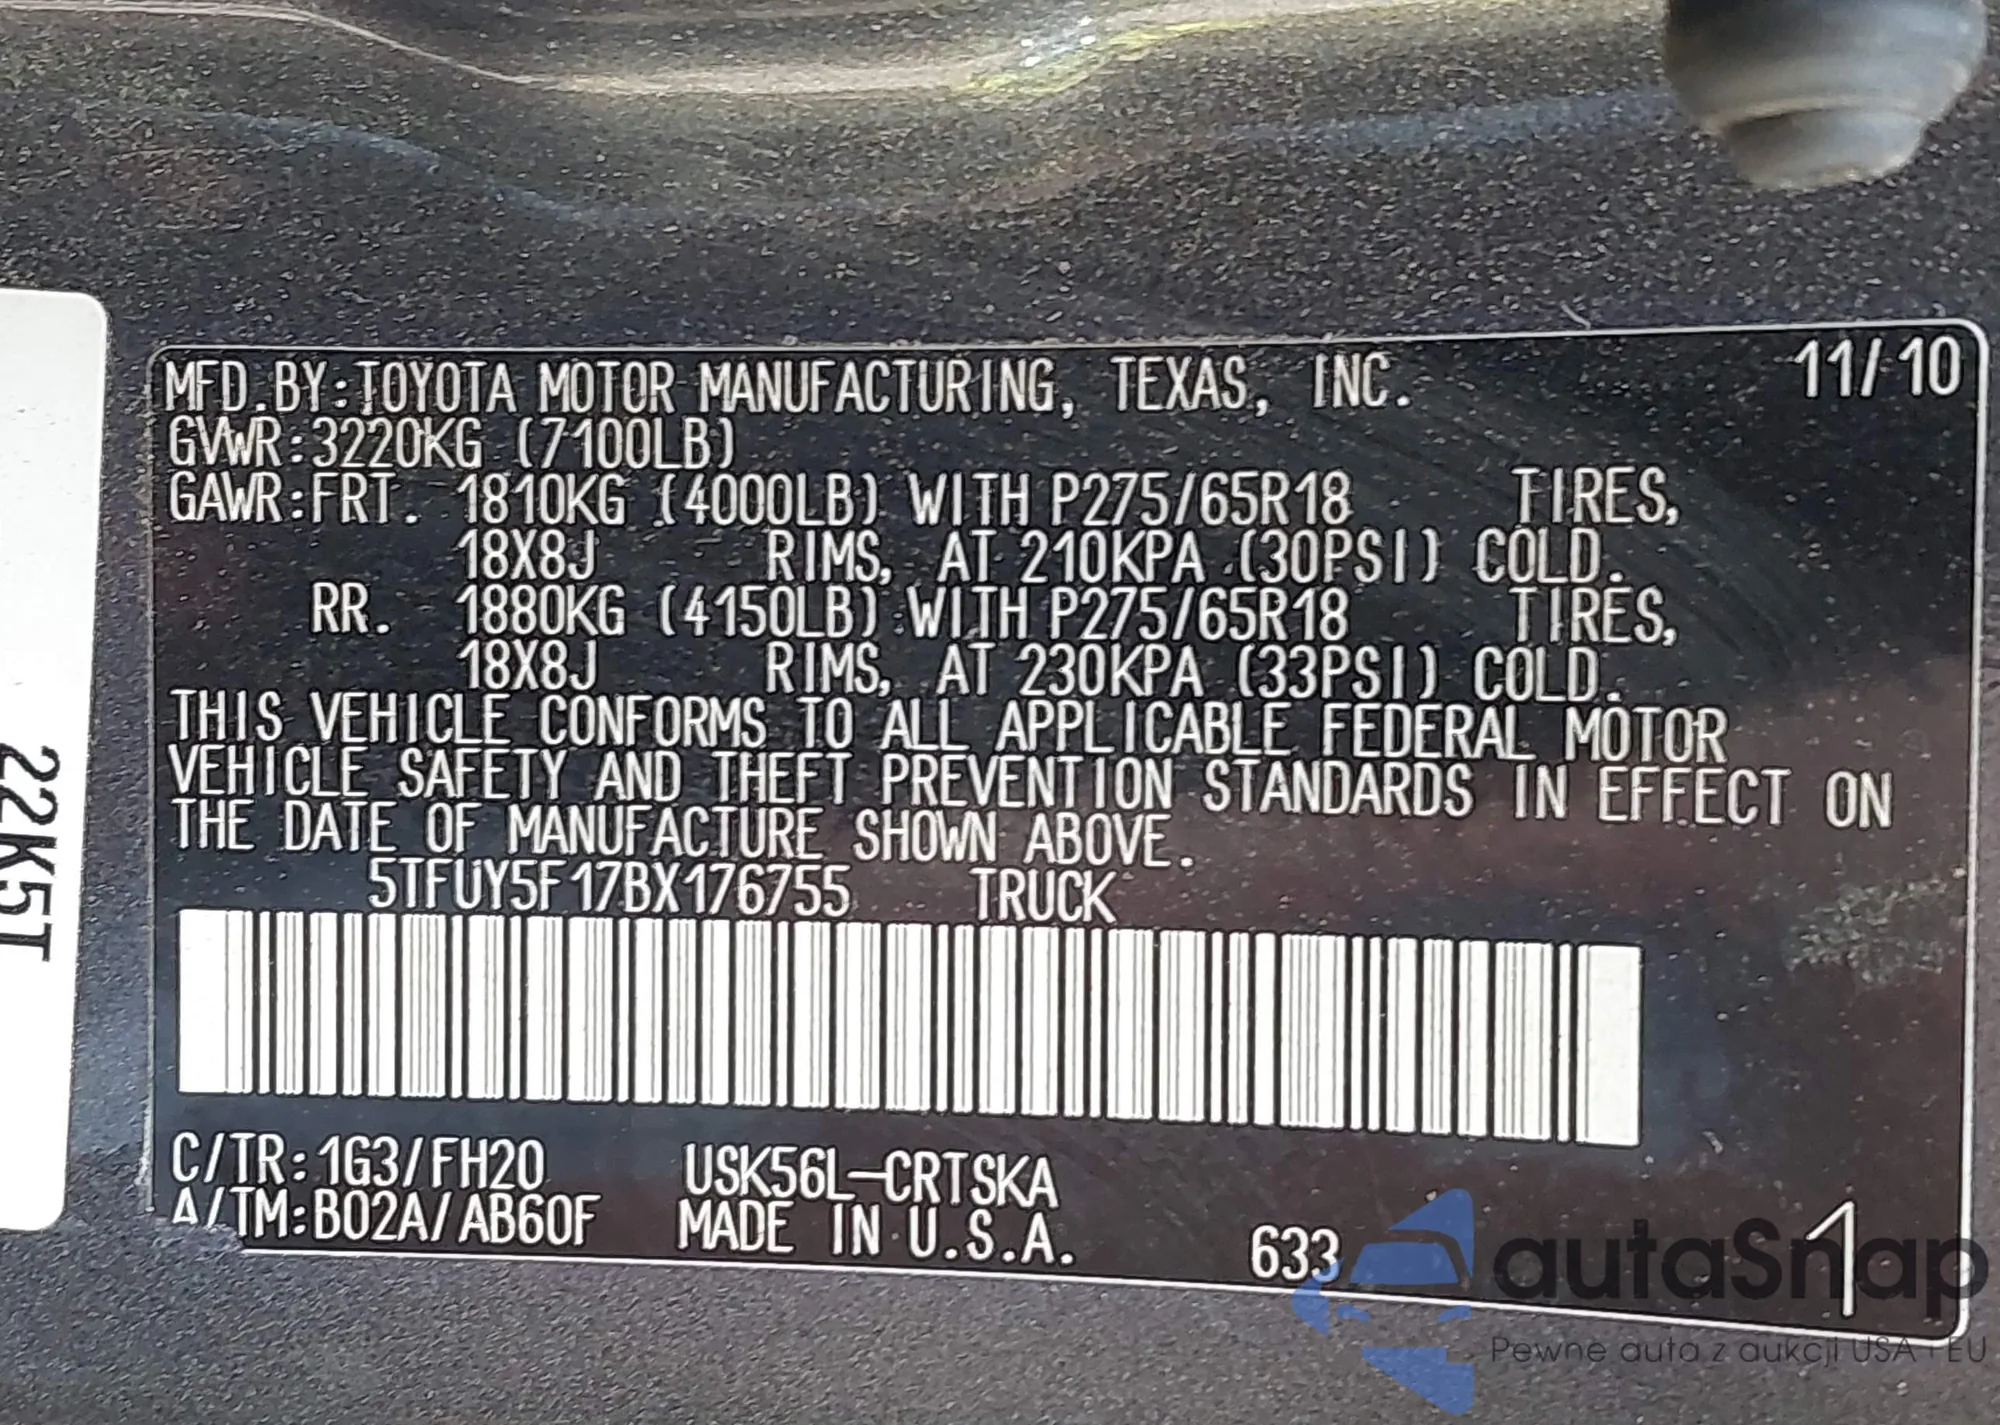 MFD.BY:TOYOTA MOTOR MANUFACTURING, TEXAS, INC. 11/10
GVWR:3220KG (7100LB)
GAWR:FRT. 1810KG (4000LB) WITH P275/65R18 TIRES,
18X8J RIMS, AT 210KPA (30PSI) COLD.
RR. 1880KG (4150LB) WITH P275/65R18 TIRES,
18X8J RIMS, AT 230KPA (33PSI) COLD.
THIS VEHICLE CONFORMS TO ALL APPLICABLE FEDERAL MOTOR
VEHICLE SAFETY AND THEFT PREVENTION STANDARDS IN EFFECT ON
THE DATE OF MANUFACTURE SHOWN ABOVE.
5TFUY5F17BX176755 TRUCK
C/TR:1G3/FH20 USK56L-CRTSKA
A/TM:B02A/AB60F MADE IN U.S.A. 633 1
22K5T
autaSnap
Pewne auta z aukcji USA i EU